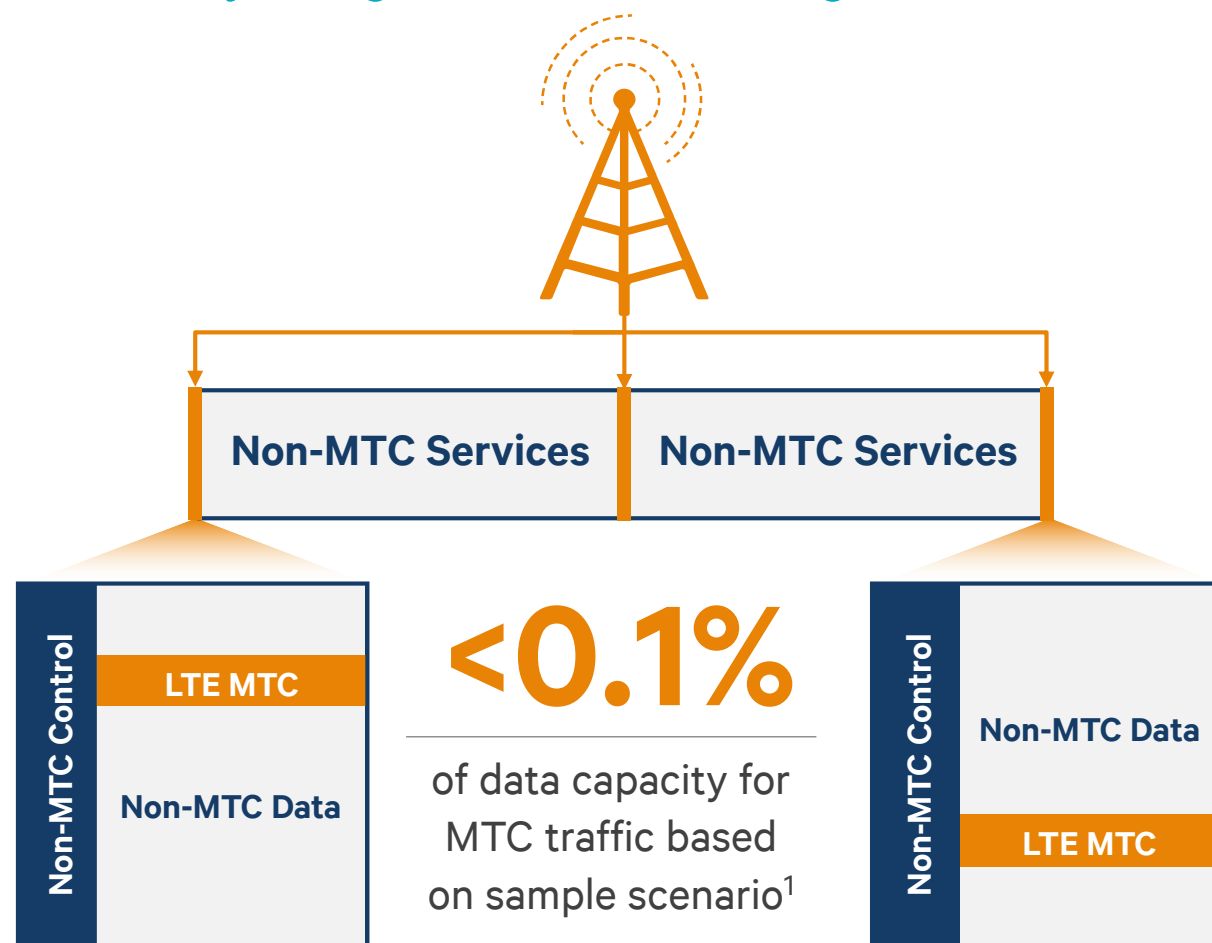 Non-MTC Services
Non-MTC Services
Non-MTC Control
LTE MTC
Non-MTC Data
<0.1%
of data capacity for
MTC traffic based
on sample scenario¹
Non-MTC Control
Non-MTC Data
LTE MTC